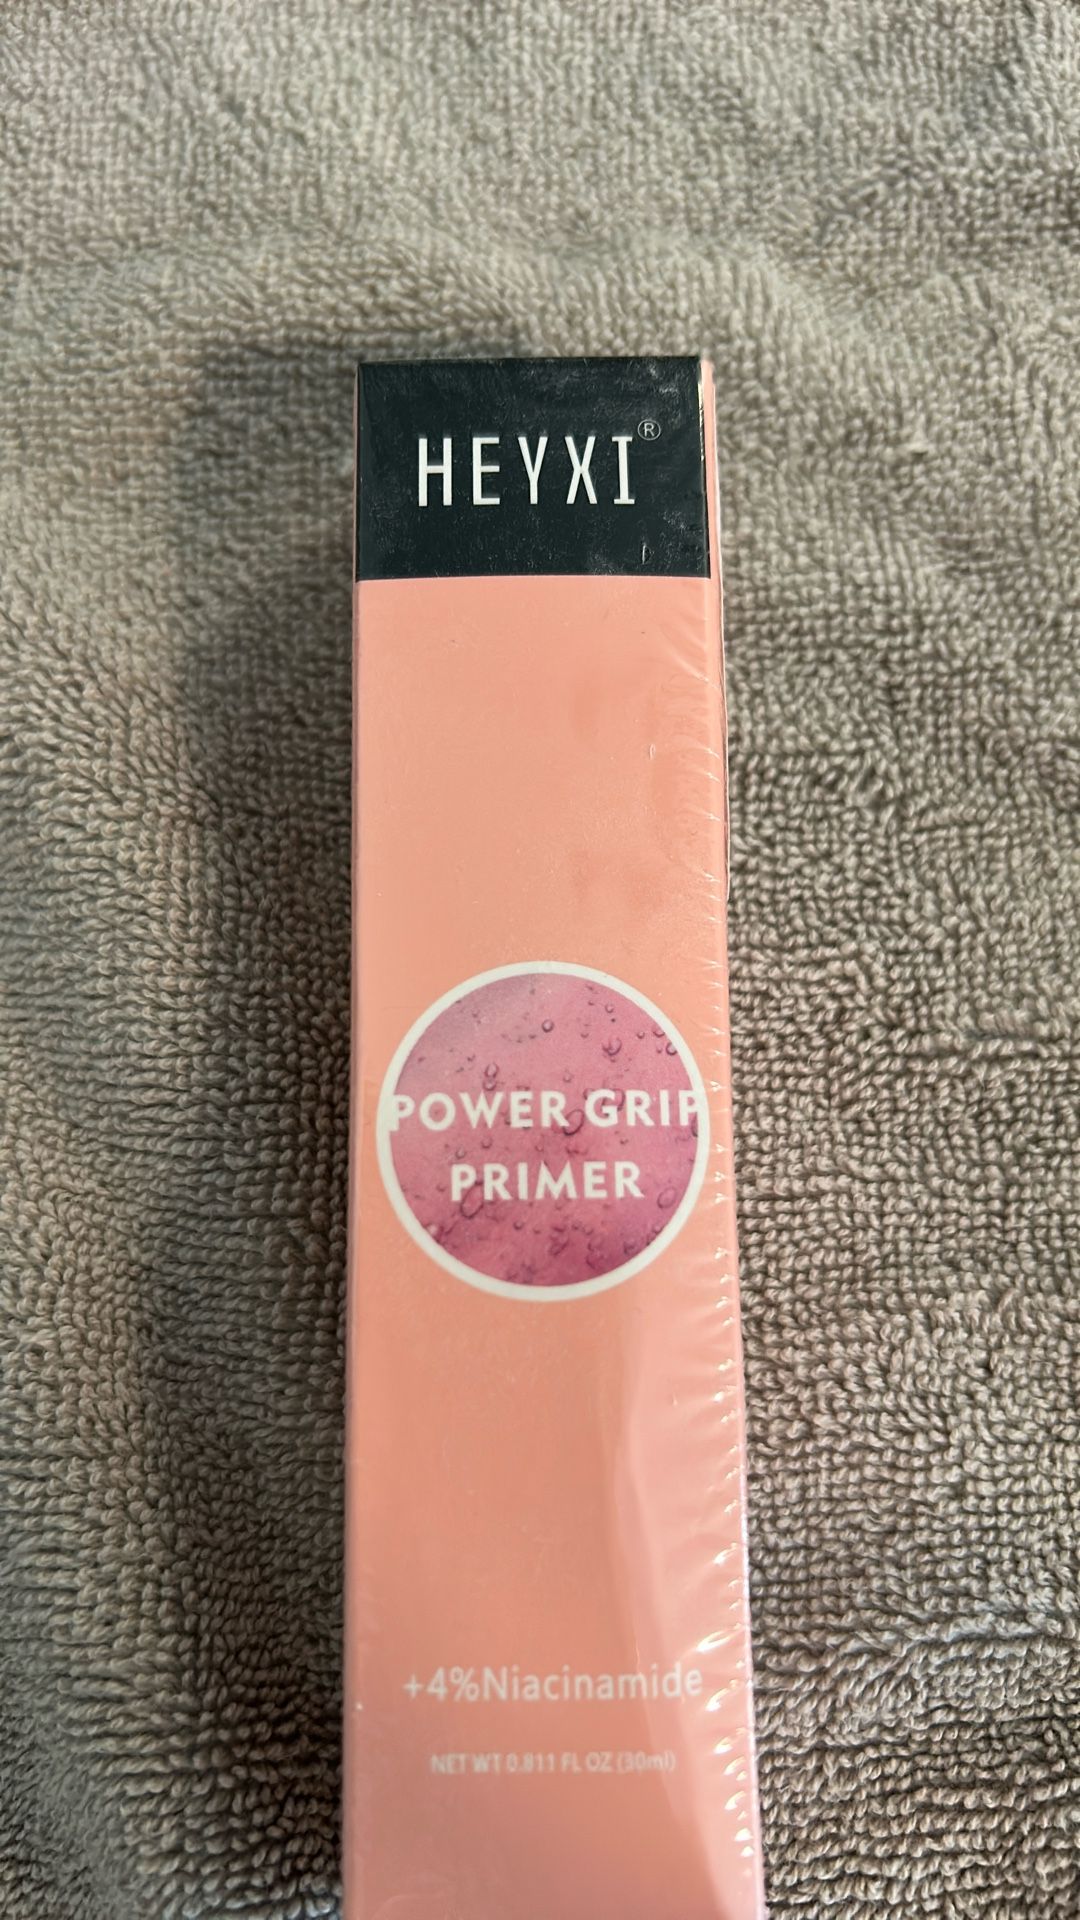 HEYXI®
POWER GRIP
PRIMER
+4%Niacinamide
NET WT 0.811 FL OZ (30ml)